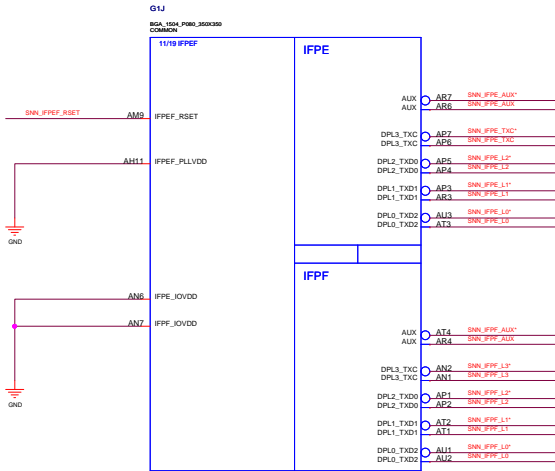 G1J
BGA_1504_P080_350X350
COMMON
11/19 IFPEF
IFPE
AUX AR7 SNN_IFPE_AUX*
AUX AR6 SNN_IFPE_AUX
SNN_IFPEF_RSET AM9 IFPEF_RSET
DPL3_TXC AP7 SNN_IFPE_TXC*
DPL3_TXC AP6 SNN_IFPE_TXC
AH11 IFPEF_PLLVDD
DPL2_TXD0 AP5 SNN_IFPE_L2*
DPL2_TXD0 AP4 SNN_IFPE_L2
DPL1_TXD1 AP3 SNN_IFPE_L1*
DPL1_TXD1 AR3 SNN_IFPE_L1
DPL0_TXD2 AU3 SNN_IFPE_L0*
DPL0_TXD2 AT3 SNN_IFPE_L0
GND
IFPF
AN6 IFPE_IOVDD
AN7 IFPF_IOVDD
AUX AT4 SNN_IFPF_AUX*
AUX AR4 SNN_IFPF_AUX
DPL3_TXC AN2 SNN_IFPF_L3*
DPL3_TXC AN1 SNN_IFPF_L3
GND
DPL2_TXD0 AP1 SNN_IFPF_L2*
DPL2_TXD0 AP2 SNN_IFPF_L2
DPL1_TXD1 AT2 SNN_IFPF_L1*
DPL1_TXD1 AT1 SNN_IFPF_L1
DPL0_TXD2 AU1 SNN_IFPF_L0*
DPL0_TXD2 AU2 SNN_IFPF_L0